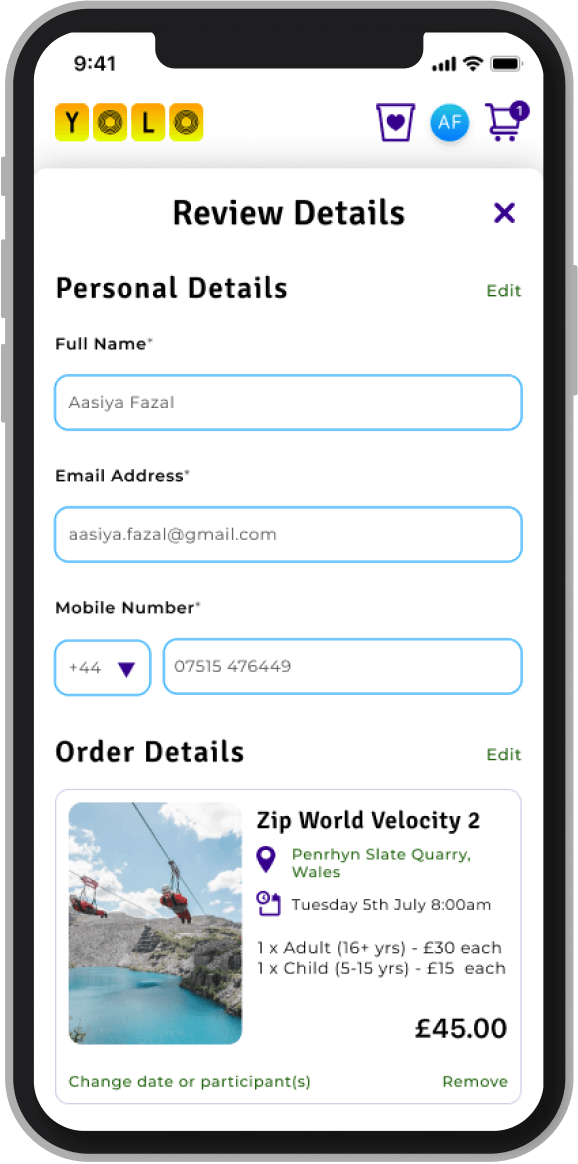 9:41
YOLO
AF
1
Review Details
Personal Details
Edit
Full Name*
Aasiya Fazal
Email Address*
aasiya.fazal@gmail.com
Mobile Number*
+44
07515 476449
Order Details
Edit
Zip World Velocity 2
Penrhyn Slate Quarry,
Wales
Tuesday 5th July 8:00am
1 x Adult (16+ yrs) - £30 each
1 x Child (5-15 yrs) - £15 each
£45.00
Change date or participant(s)
Remove